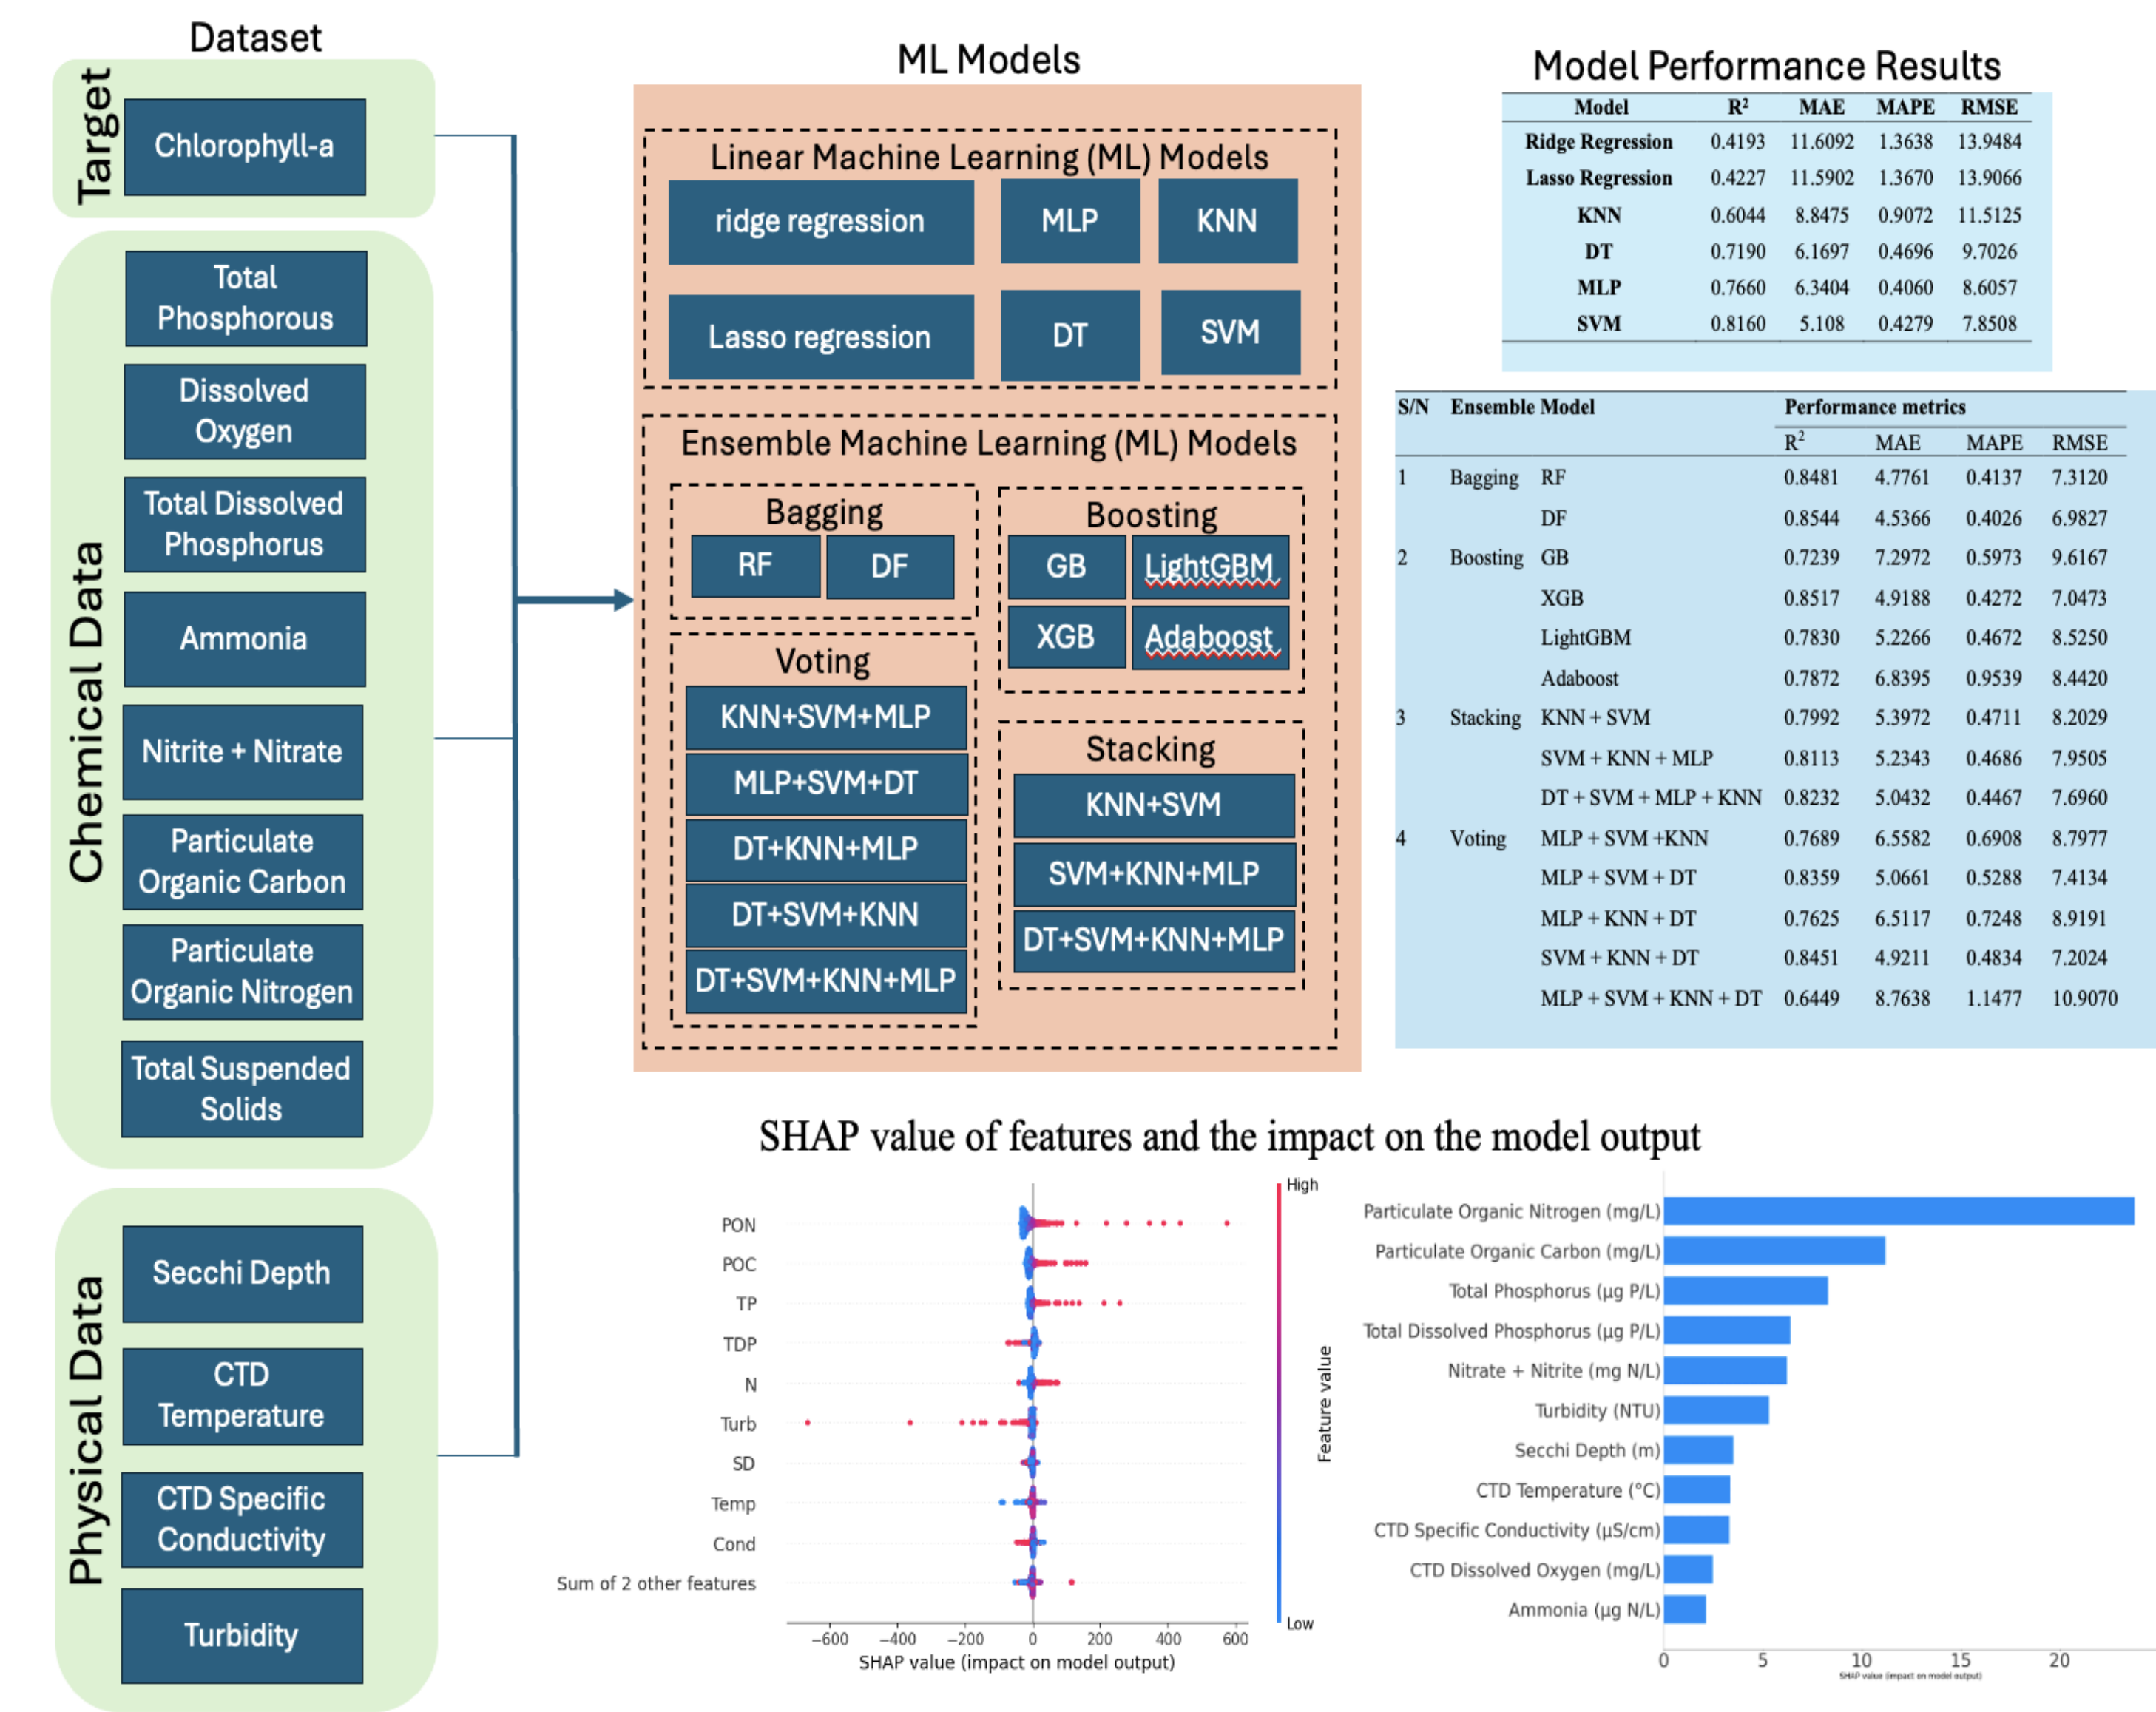 Dataset
Target
Chlorophyll-a
Chemical Data
Total
Phosphorous
Dissolved
Oxygen
Total Dissolved
Phosphorus
Ammonia
Nitrite + Nitrate
Particulate
Organic Carbon
Particulate
Organic Nitrogen
Total Suspended
Solids
Physical Data
Secchi Depth
CTD
Temperature
CTD Specific
Conductivity
Turbidity
ML Models
Linear Machine Learning (ML) Models
ridge regression MLP KNN
Lasso regression DT SVM
Ensemble Machine Learning (ML) Models
Bagging
RF DF
Boosting
GB LightGBM
XGB Adaboost
Voting
KNN+SVM+MLP
MLP+SVM+DT
DT+KNN+MLP
DT+SVM+KNN
DT+SVM+KNN+MLP
Stacking
KNN+SVM
SVM+KNN+MLP
DT+SVM+KNN+MLP
Model Performance Results
Model R² MAE MAPE RMSE
Ridge Regression 0.4193 11.6092 1.3638 13.9484
Lasso Regression 0.4227 11.5902 1.3670 13.9066
KNN 0.6044 8.8475 0.9072 11.5125
DT 0.7190 6.1697 0.4696 9.7026
MLP 0.7660 6.3404 0.4060 8.6057
SVM 0.8160 5.108 0.4279 7.8508
S/N Ensemble Model Performance metrics
R² MAE MAPE RMSE
1 Bagging RF 0.8481 4.7761 0.4137 7.3120
DF 0.8544 4.5366 0.4026 6.9827
2 Boosting GB 0.7239 7.2972 0.5973 9.6167
XGB 0.8517 4.9188 0.4272 7.0473
LightGBM 0.7830 5.2266 0.4672 8.5250
Adaboost 0.7872 6.8395 0.9539 8.4420
3 Stacking KNN + SVM 0.7992 5.3972 0.4711 8.2029
SVM + KNN + MLP 0.8113 5.2343 0.4686 7.9505
DT + SVM + MLP + KNN 0.8232 5.0432 0.4467 7.6960
4 Voting MLP + SVM +KNN 0.7689 6.5582 0.6908 8.7977
MLP + SVM + DT 0.8359 5.0661 0.5288 7.4134
MLP + KNN + DT 0.7625 6.5117 0.7248 8.9191
SVM + KNN + DT 0.8451 4.9211 0.4834 7.2024
MLP + SVM + KNN + DT 0.6449 8.7638 1.1477 10.9070
SHAP value of features and the impact on the model output
PON
POC
TP
TDP
N
Turb
SD
Temp
Cond
Sum of 2 other features
−600 −400 −200 0 200 400 600
SHAP value (impact on model output)
High
Feature value
Low
Particulate Organic Nitrogen (mg/L)
Particulate Organic Carbon (mg/L)
Total Phosphorus (µg P/L)
Total Dissolved Phosphorus (µg P/L)
Nitrate + Nitrite (mg N/L)
Turbidity (NTU)
Secchi Depth (m)
CTD Temperature (°C)
CTD Specific Conductivity (µS/cm)
CTD Dissolved Oxygen (mg/L)
Ammonia (µg N/L)
0 5 10 15 20
SHAP value (impact on model output)